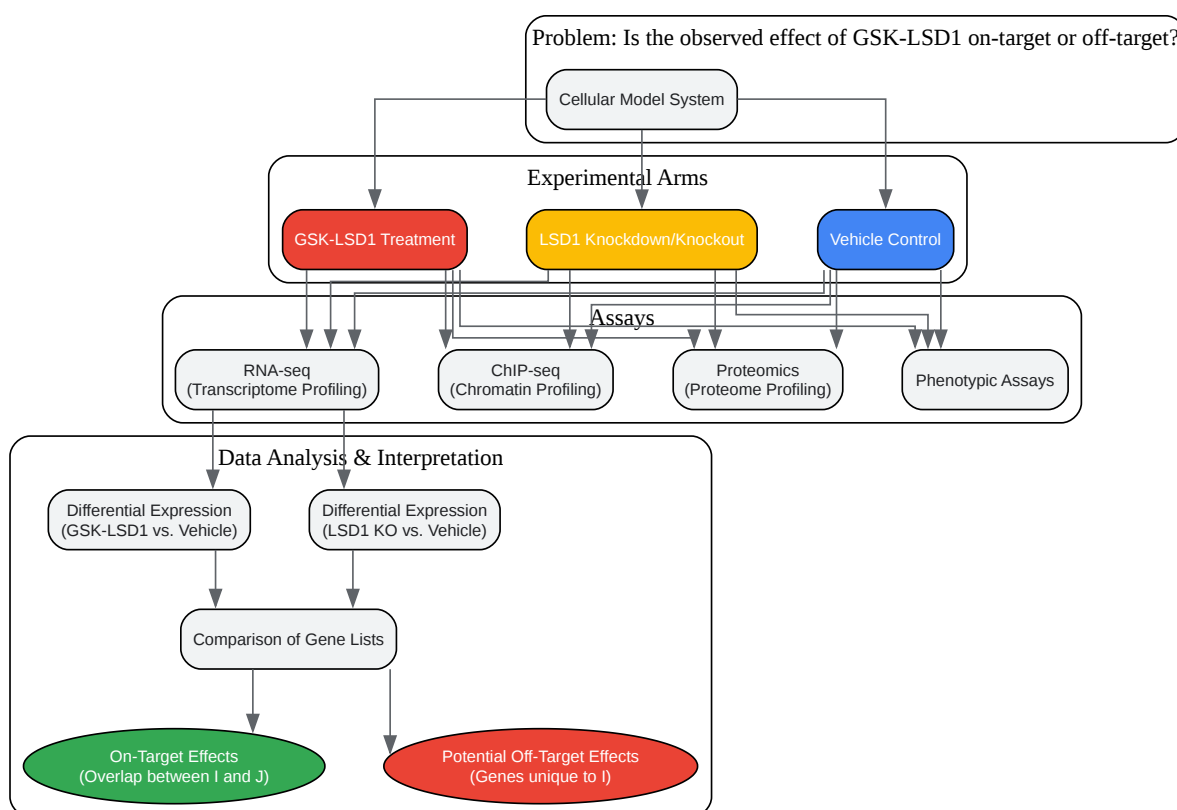 Problem: Is the observed effect of GSK-LSD1 on-target or off-target?
Cellular Model System
Experimental Arms
GSK-LSD1 Treatment
LSD1 Knockdown/Knockout
Vehicle Control
Assays
RNA-seq
(Transcriptome Profiling)
ChIP-seq
(Chromatin Profiling)
Proteomics
(Proteome Profiling)
Phenotypic Assays
Data Analysis & Interpretation
Differential Expression
(GSK-LSD1 vs. Vehicle)
Differential Expression
(LSD1 KO vs. Vehicle)
Comparison of Gene Lists
On-Target Effects
(Overlap between I and J)
Potential Off-Target Effects
(Genes unique to I)